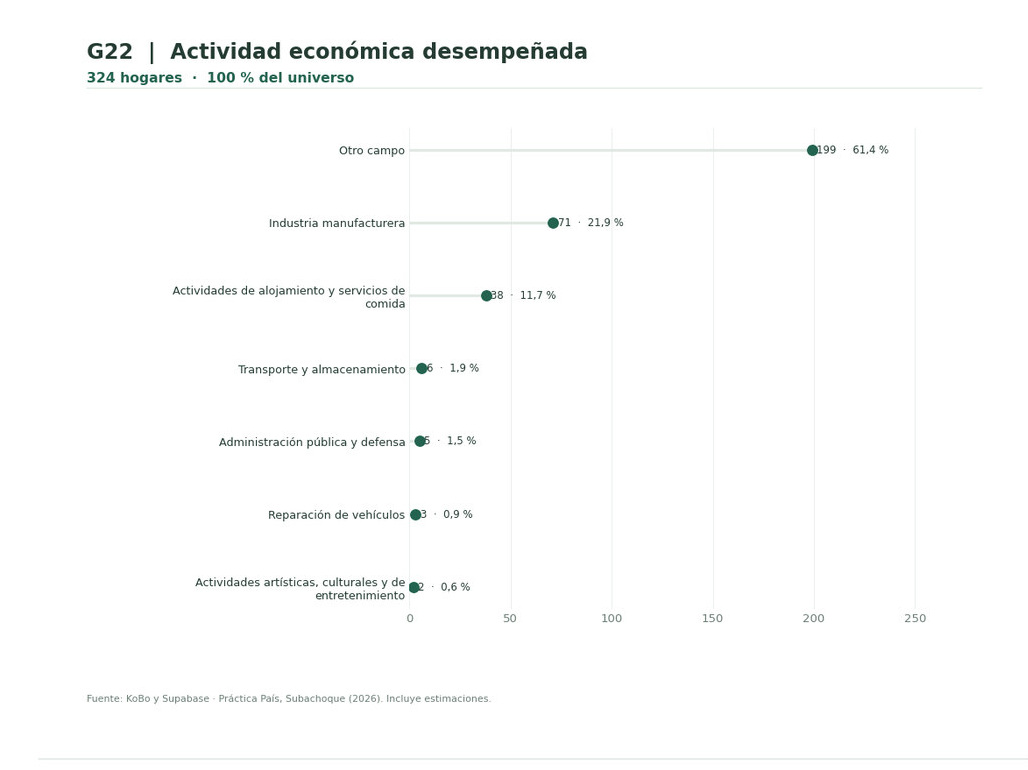 G22 | Actividad económica desempeñada
324 hogares · 100 % del universo
Otro campo
199 · 61,4 %
Industria manufacturera
71 · 21,9 %
Actividades de alojamiento y servicios de
comida
38 · 11,7 %
Transporte y almacenamiento
6 · 1,9 %
Administración pública y defensa
5 · 1,5 %
Reparación de vehículos
3 · 0,9 %
Actividades artísticas, culturales y de
entretenimiento
2 · 0,6 %
0 50 100 150 200 250
Fuente: KoBo y Supabase · Práctica País, Subachoque (2026). Incluye estimaciones.